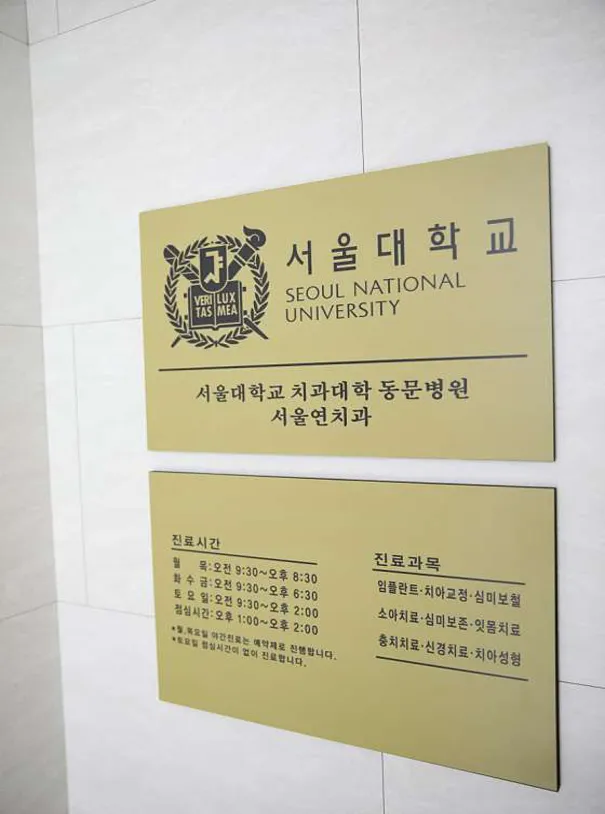 서울대학교
SEOUL NATIONAL
UNIVERSITY
VERI LUX
TAS MEA
서울대학교 치과대학 동문병원
서울연치과
진료시간
월 목:오전 9:30~오후 8:30
화 수 금:오전 9:30~오후 6:30
토 요 일:오전 9:30~오후 2:00
점심시간:오후 1:00~오후 2:00
*월,목요일 야간진료는 예약제로 진행합니다.
*토요일 점심시간이 없이 진료합니다.
진료과목
임플란트·치아교정·심미보철
소아치료·심미보존·잇몸치료
충치치료·신경치료·치아성형